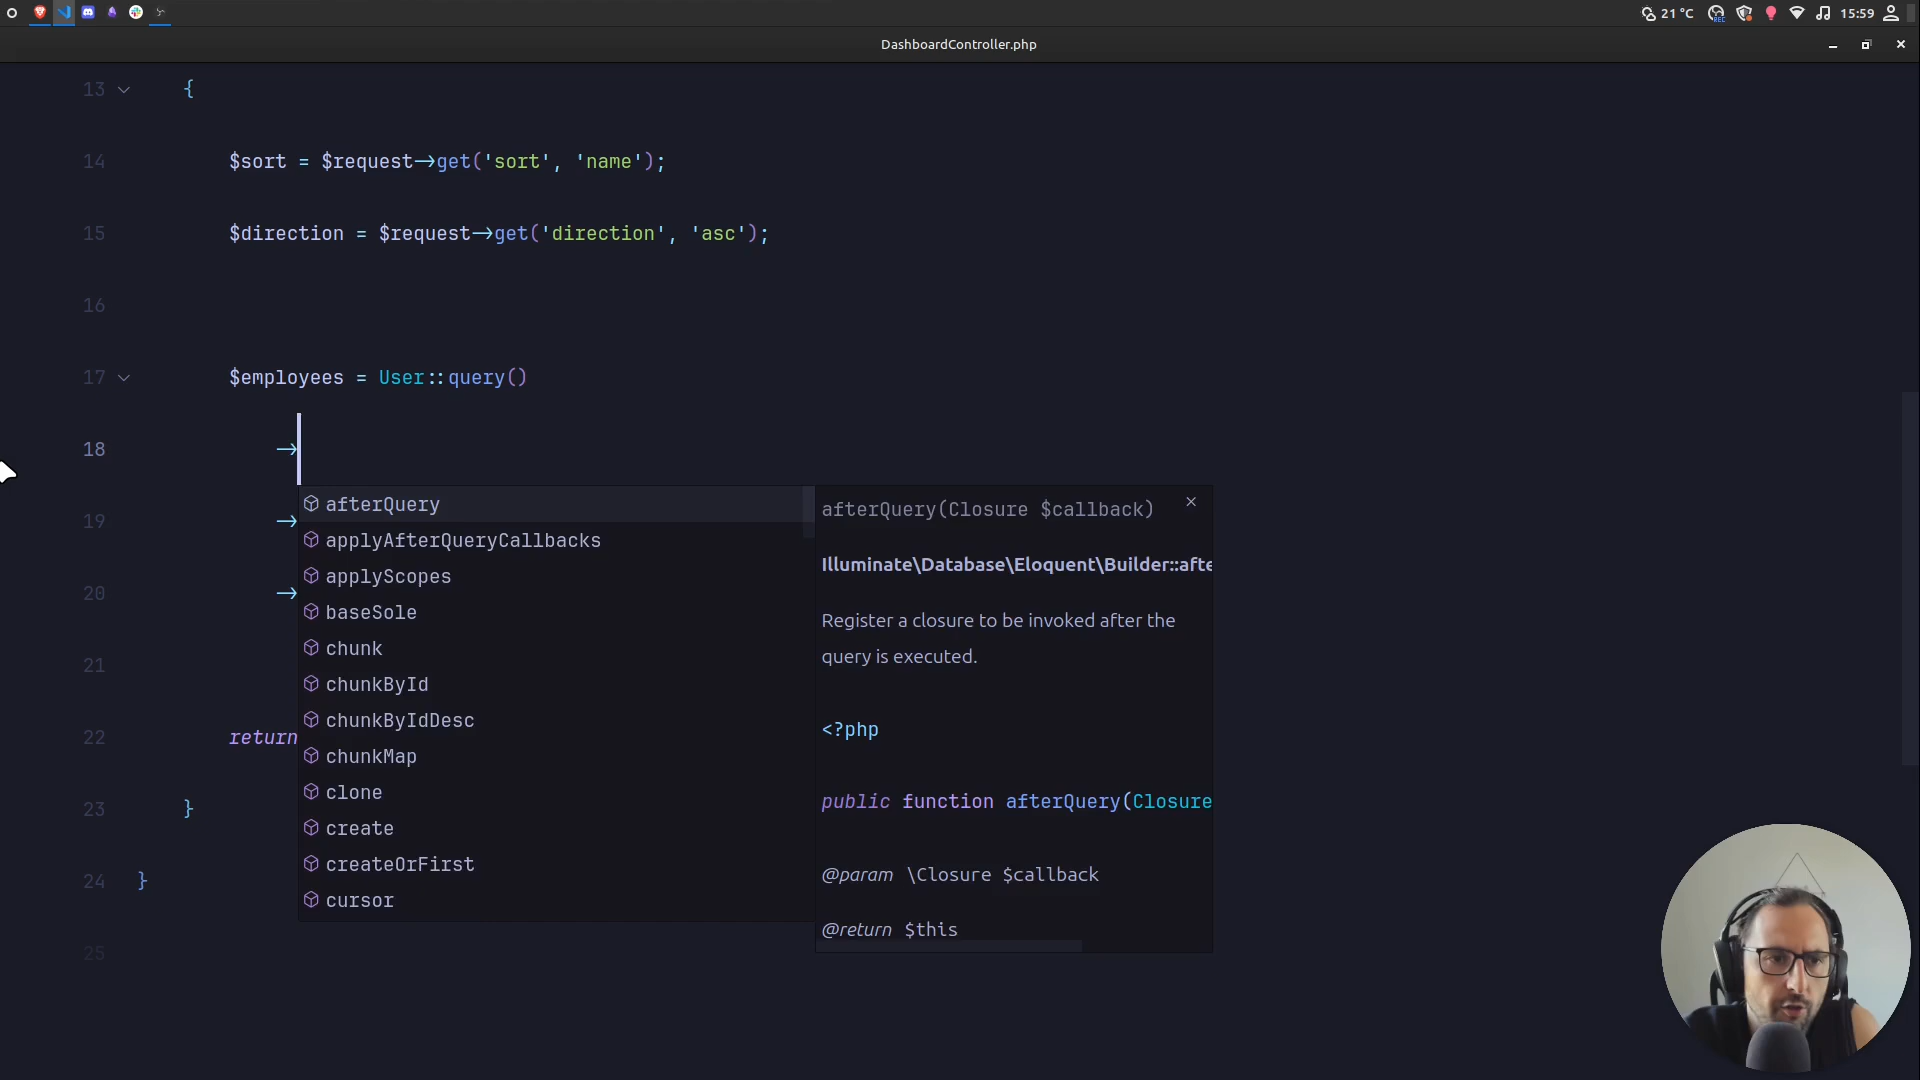 21 °C
REC
15:59
DashboardController.php
13 {
14 $sort = $request->get('sort', 'name');
15 $direction = $request->get('direction', 'asc');
16
17 $employees = User::query()
18 ->
19 ->
20 ->
21
22 return
23 }
24 }
25
afterQuery
applyAfterQueryCallbacks
applyScopes
baseSole
chunk
chunkById
chunkByIdDesc
chunkMap
clone
create
createOrFirst
cursor
afterQuery(Closure $callback)
Illuminate\Database\Eloquent\Builder::afte
Register a closure to be invoked after the
query is executed.
<?php
public function afterQuery(Closure
@param \Closure $callback
@return $this